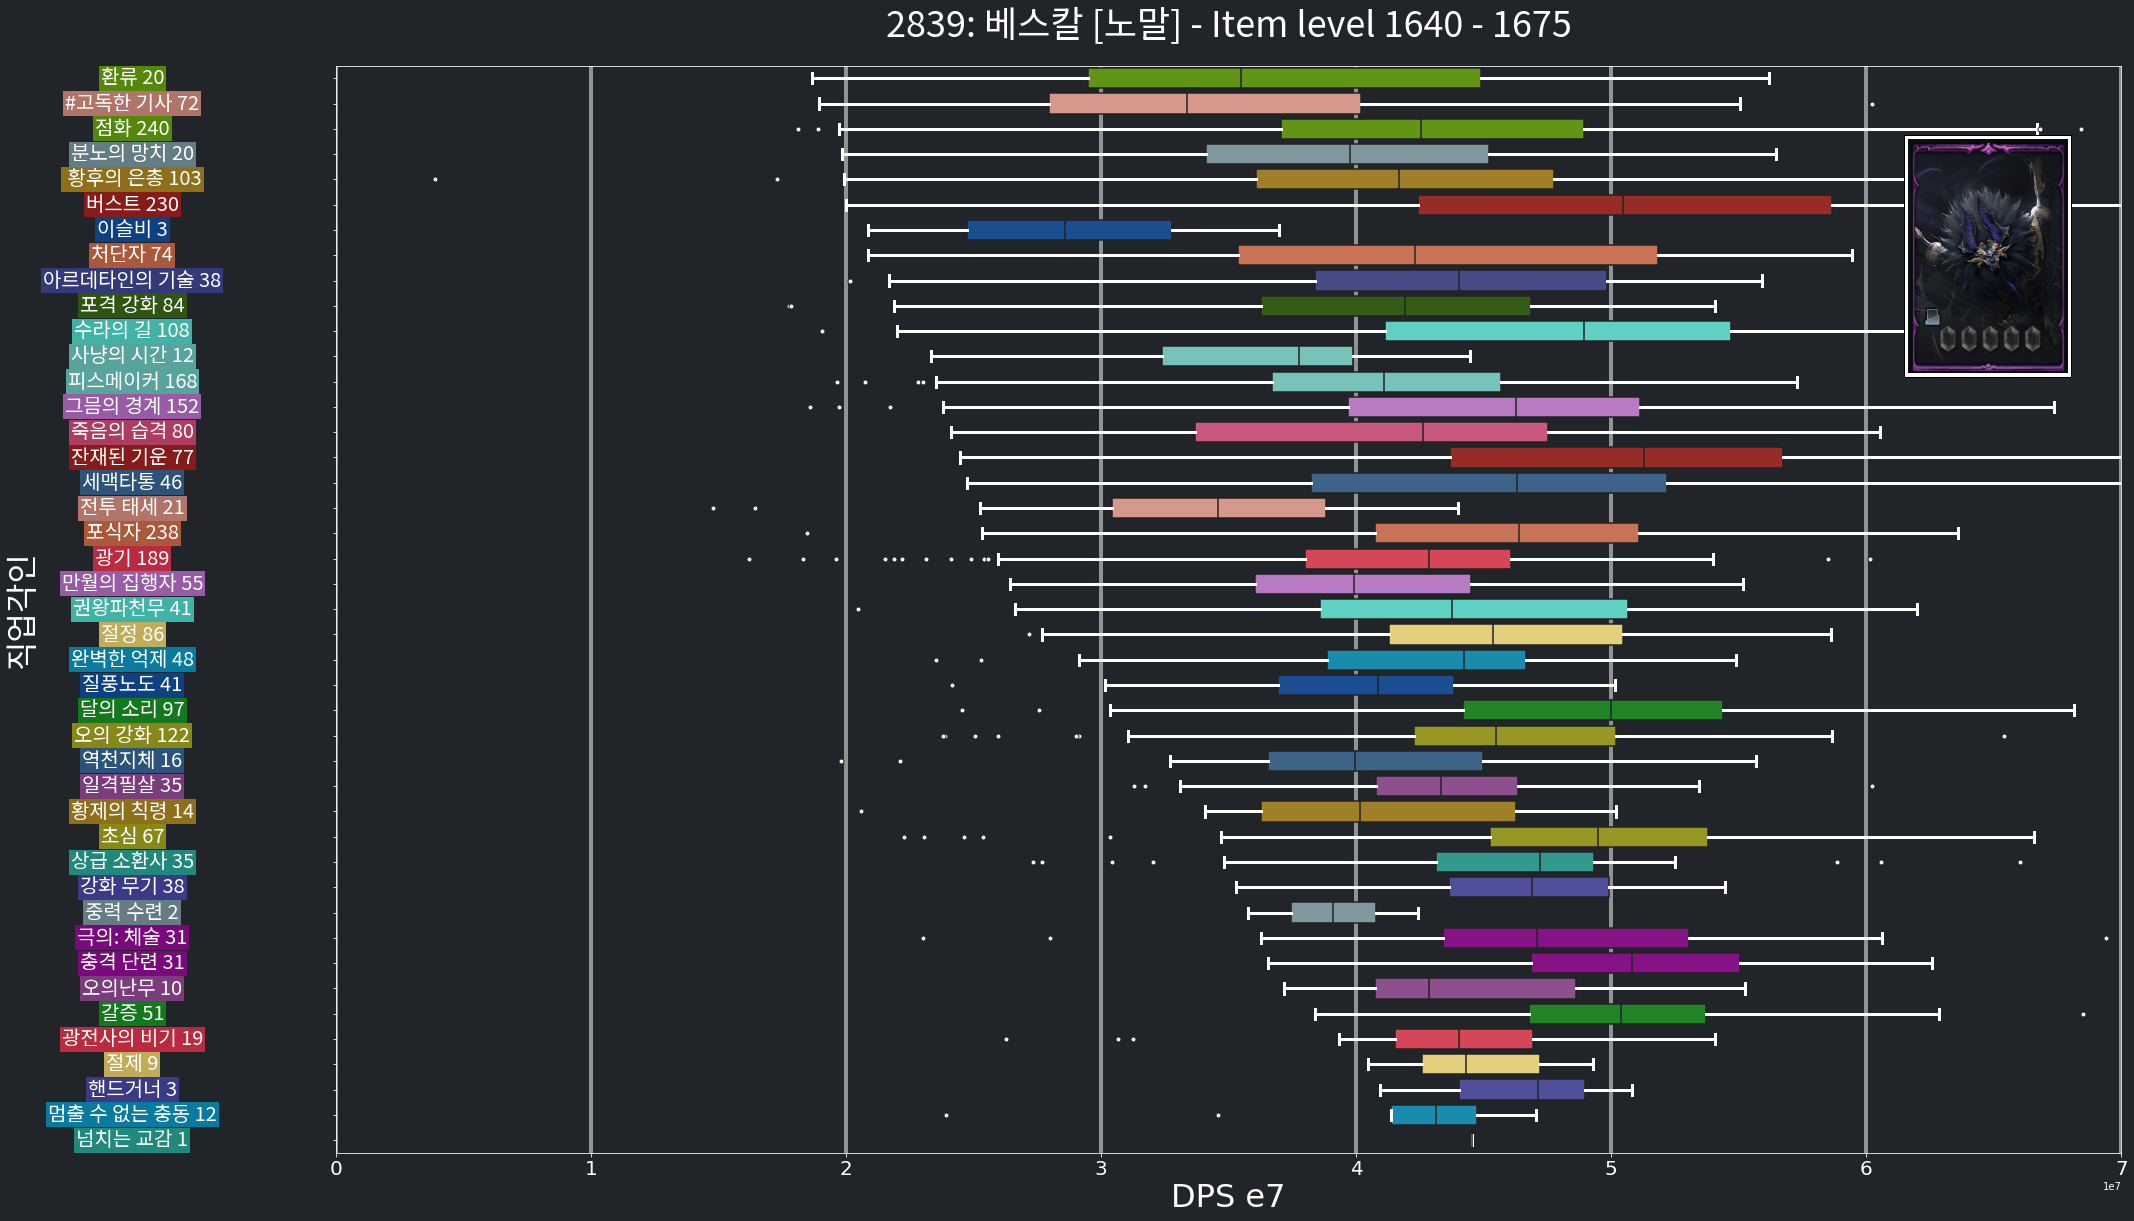 2839: 베스칼 [노말] - Item level 1640 - 1675
환류 20
#고독한 기사 72
점화 240
분노의 망치 20
황후의 은총 103
버스트 230
이슬비 3
처단자 74
아르데타인의 기술 38
포격 강화 84
수라의 길 108
사냥의 시간 12
피스메이커 168
그믐의 경계 152
죽음의 습격 80
잔재된 기운 77
세맥타통 46
전투 태세 21
포식자 238
광기 189
만월의 집행자 55
권왕파천무 41
절정 86
완벽한 억제 48
질풍노도 41
달의 소리 97
오의 강화 122
역천지체 16
일격필살 35
황제의 칙령 14
초심 67
상급 소환사 35
강화 무기 38
중력 수련 2
극의: 체술 31
충격 단련 31
오의난무 10
갈증 51
광전사의 비기 19
절제 9
핸드거너 3
멈출 수 없는 충동 12
넘치는 교감 1
직업각인
0 1 2 3 4 5 6 7
1e7
DPS e7